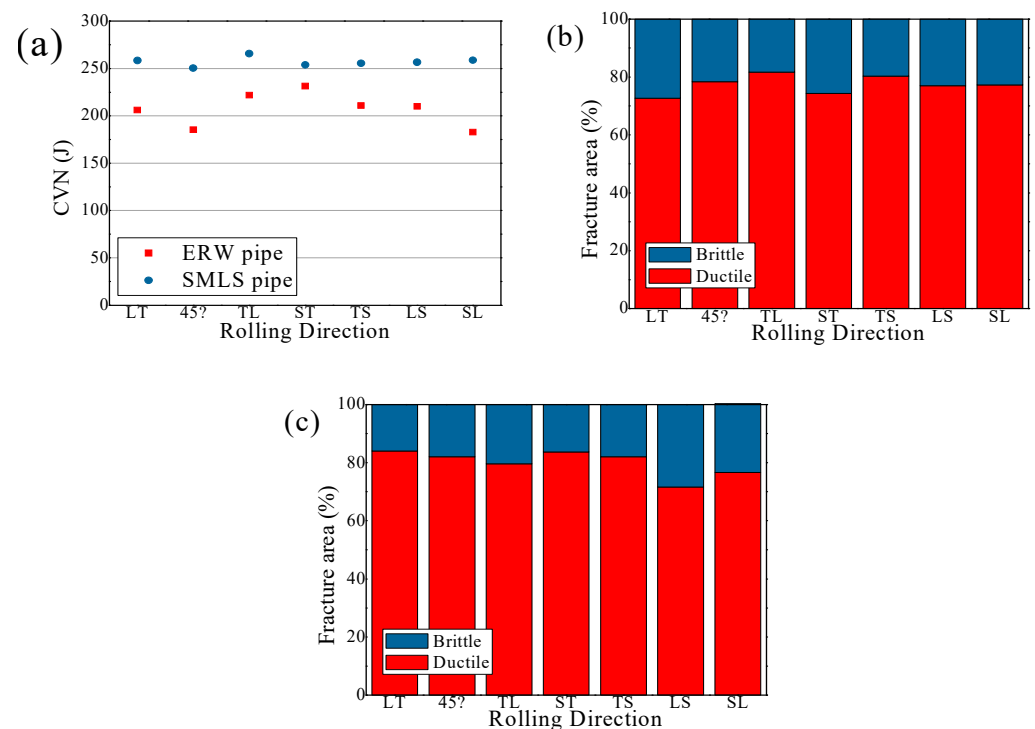 (a)
300
250
200
150
100
50
0
CVN (J)
ERW pipe
SMLS pipe
LT 45? TL ST TS LS SL
Rolling Direction
(b)
100
80
60
40
20
0
Fracture area (%)
Brittle
Ductile
LT 45? TL ST TS LS SL
Rolling Direction
(c)
100
80
60
40
20
0
Fracture area (%)
Brittle
Ductile
LT 45? TL ST TS LS SL
Rolling Direction